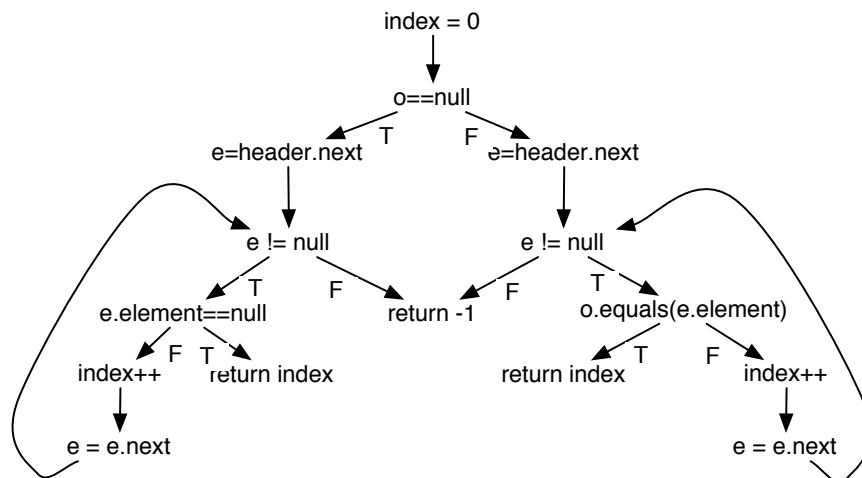 index = 0
o==null
T F
e=header.next e=header.next
e != null e != null
T F F T
e.element==null return -1 o.equals(e.element)
F T T F
index++ return index return index index++
e = e.next e = e.next